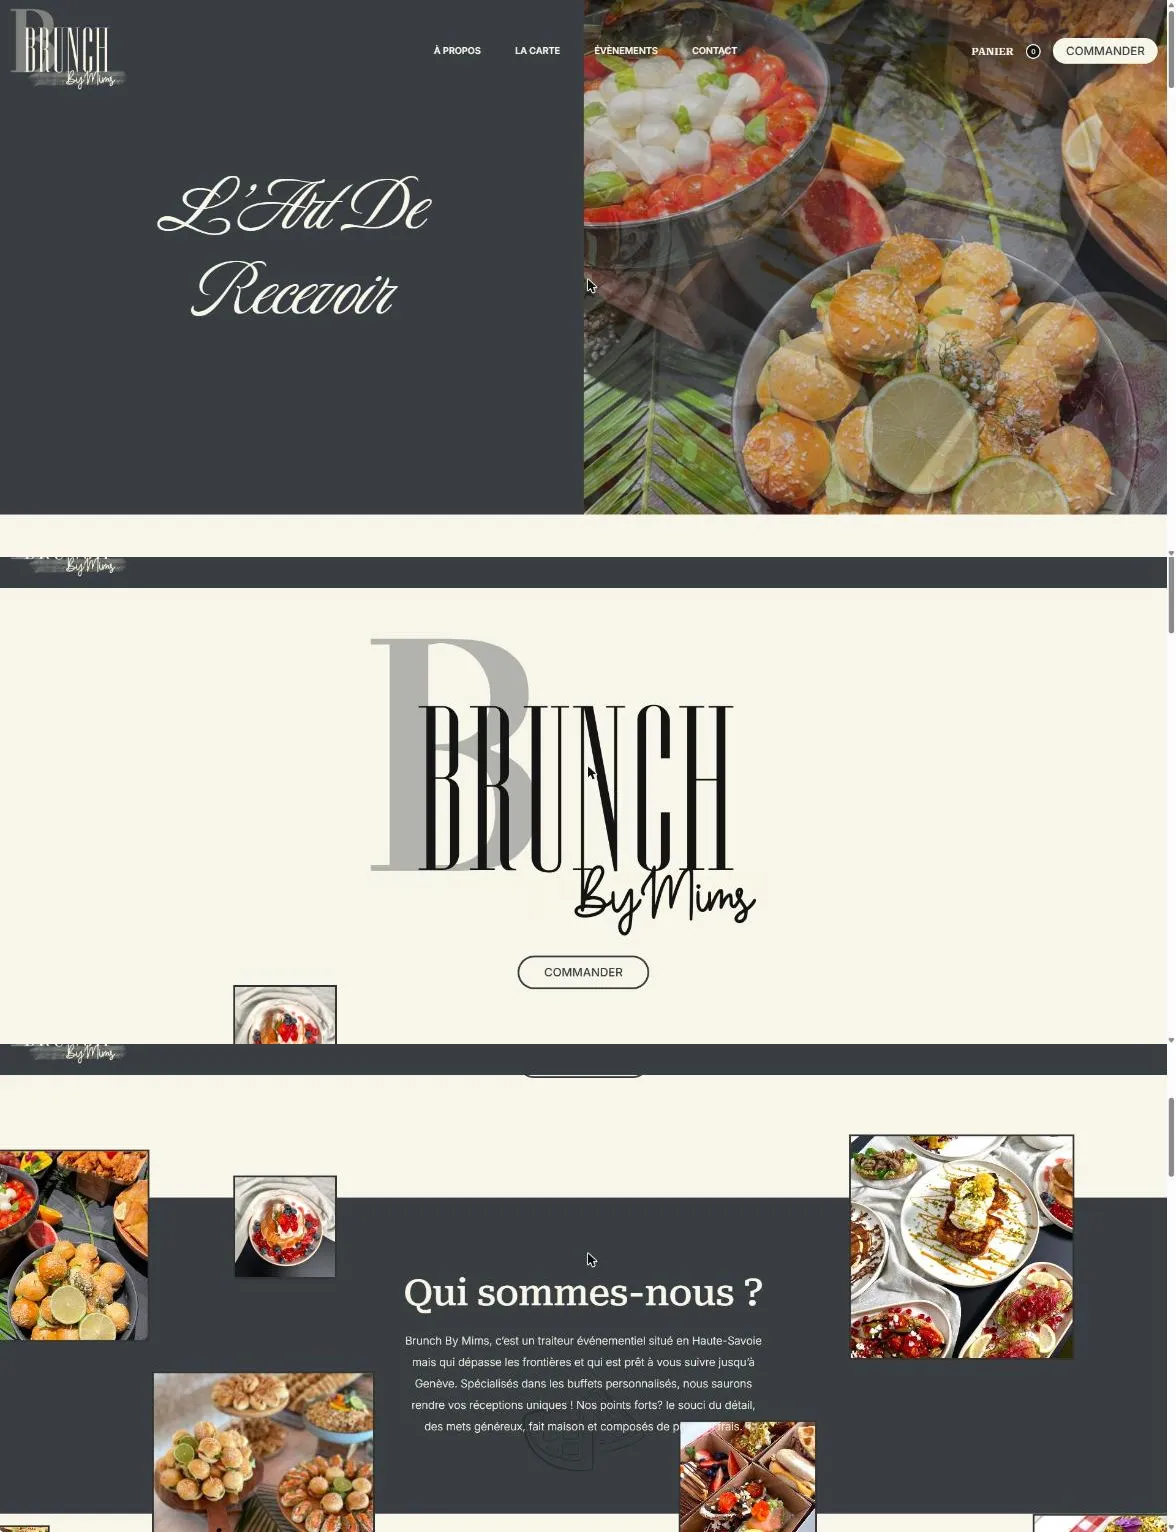 B
BRUNCH
By Mims
À PROPOS
LA CARTE
ÉVÈNEMENTS
CONTACT
PANIER
0
COMMANDER
L'Art De
Recevoir
By Mims
B
BRUNCH
By Mims
COMMANDER
By Mims
Qui sommes-nous ?
Brunch By Mims, c'est un traiteur événementiel situé en Haute-Savoie
mais qui dépasse les frontières et qui est prêt à vous suivre jusqu'à
Genève. Spécialisés dans les buffets personnalisés, nous saurons
rendre vos réceptions uniques ! Nos points forts? le souci du détail,
des mets généreux, fait maison et composés de frais.